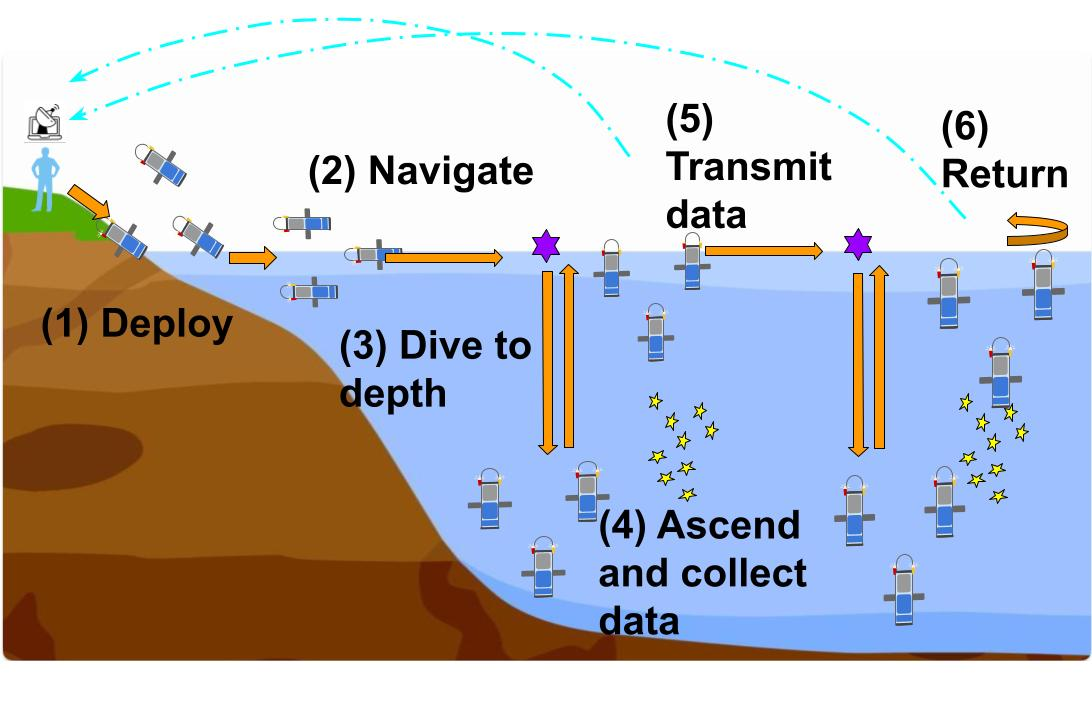 (1) Deploy
(2) Navigate
(3) Dive to
depth
(4) Ascend
and collect
data
(5)
Transmit
data
(6)
Return